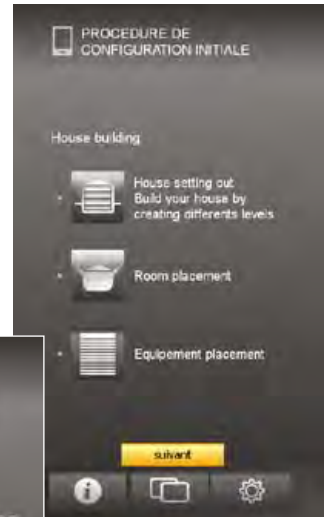 PROCEDURE DE
CONFIGURATION INITIALE
House building
House setting out
Build your house by
creating differents levels
Room placement
Equipement placement
suivant